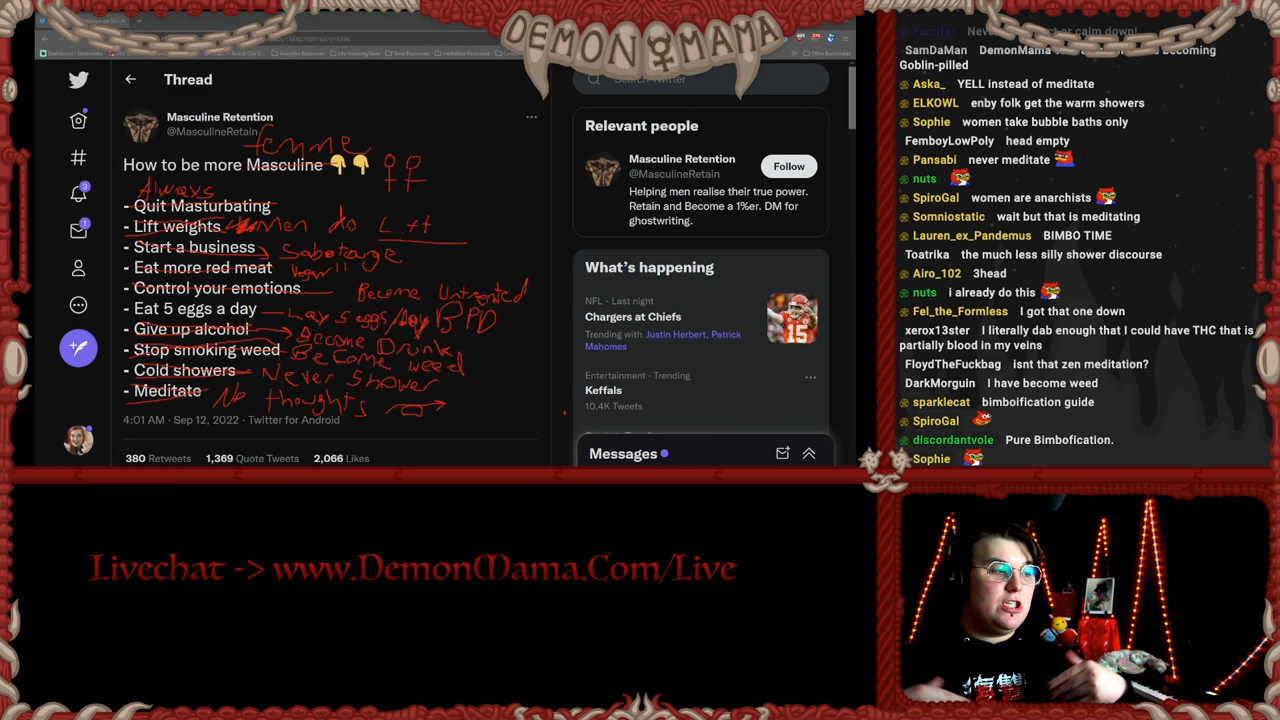 DEMON MAMA
Thread
Search Twitter
Masculine Retention
@MasculineRetain
femme
How to be more Masculine 👇👇 ♀♀
Always
- Quit Masturbating
- Lift weights men do Lift
- Start a business Sabotauge
- Eat more red meat Vegan!!
- Control your emotions Become Untreated
BPD
- Eat 5 eggs a day Lay 5 eggs/day
- Give up alcohol Become Drunk
- Stop smoking weed Become weed
- Cold showers Never Shower
- Meditate No thoughts
4:01 AM · Sep 12, 2022 · Twitter for Android
380 Retweets 1,369 Quote Tweets 2,066 Likes
Relevant people
Masculine Retention
@MasculineRetain
Follow
Helping men realise their true power.
Retain and Become a 1%er. DM for
ghostwriting.
What's happening
NFL · Last night
Chargers at Chiefs
Trending with Justin Herbert, Patrick
Mahomes
Entertainment · Trending
Keffals
10.4K Tweets
Messages
SamDaMan DemonMama
becoming
Goblin-pilled
Aska_ YELL instead of meditate
ELKOWL enby folk get the warm showers
Sophie women take bubble baths only
FemboyLowPoly head empty
Pansabi never meditate
nuts
SpiroGal women are anarchists
Somniostatic wait but that is meditating
Lauren_ex_Pandemus BIMBO TIME
Toatrika the much less silly shower discourse
Airo_102 3head
nuts i already do this
Fel_the_Formless I got that one down
xerox13ster I literally dab enough that I could have THC that is
partially blood in my veins
FloydTheFuckbag isnt that zen meditation?
DarkMorguin I have become weed
sparklecat bimboification guide
SpiroGal
discordantvole Pure Bimbofication.
Sophie
Livechat -> www.DemonMama.Com/Live